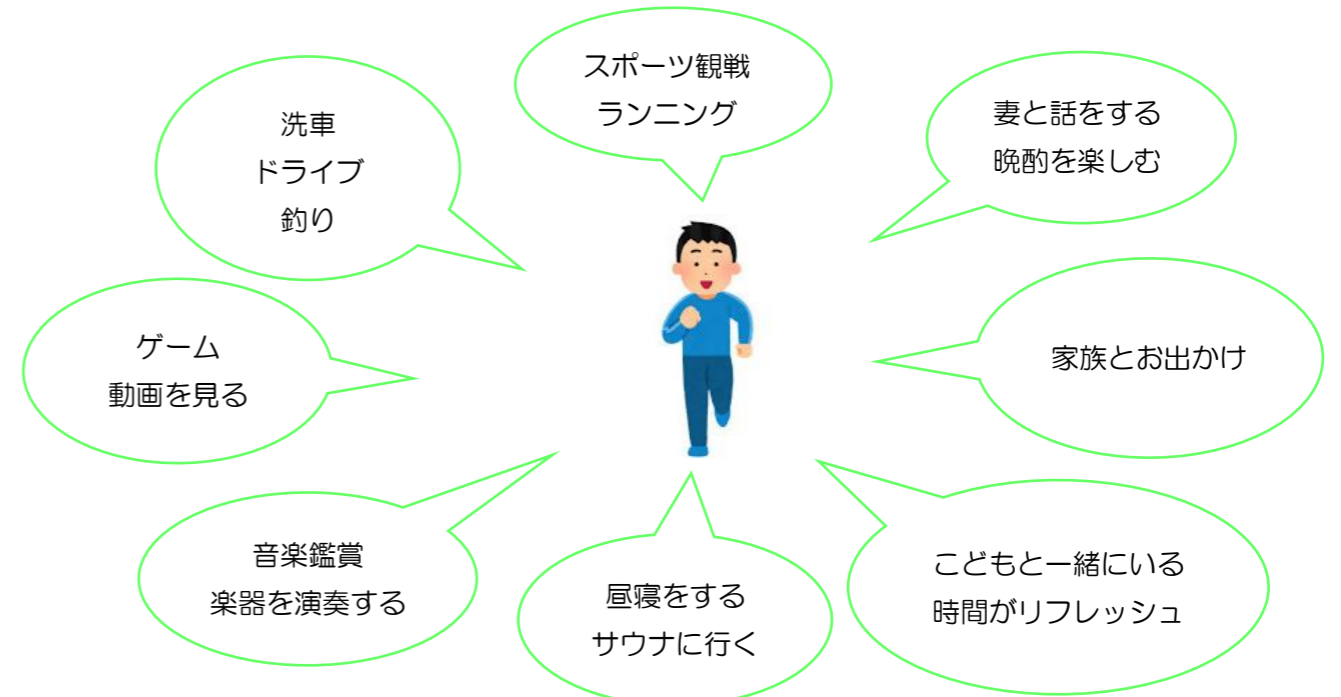 スポーツ観戦
ランニング
洗車
ドライブ
釣り
妻と話をする
晩酌を楽しむ
ゲーム
動画を見る
家族とお出かけ
音楽鑑賞
楽器を演奏する
昼寝をする
サウナに行く
こどもと一緒にいる
時間がリフレッシュ